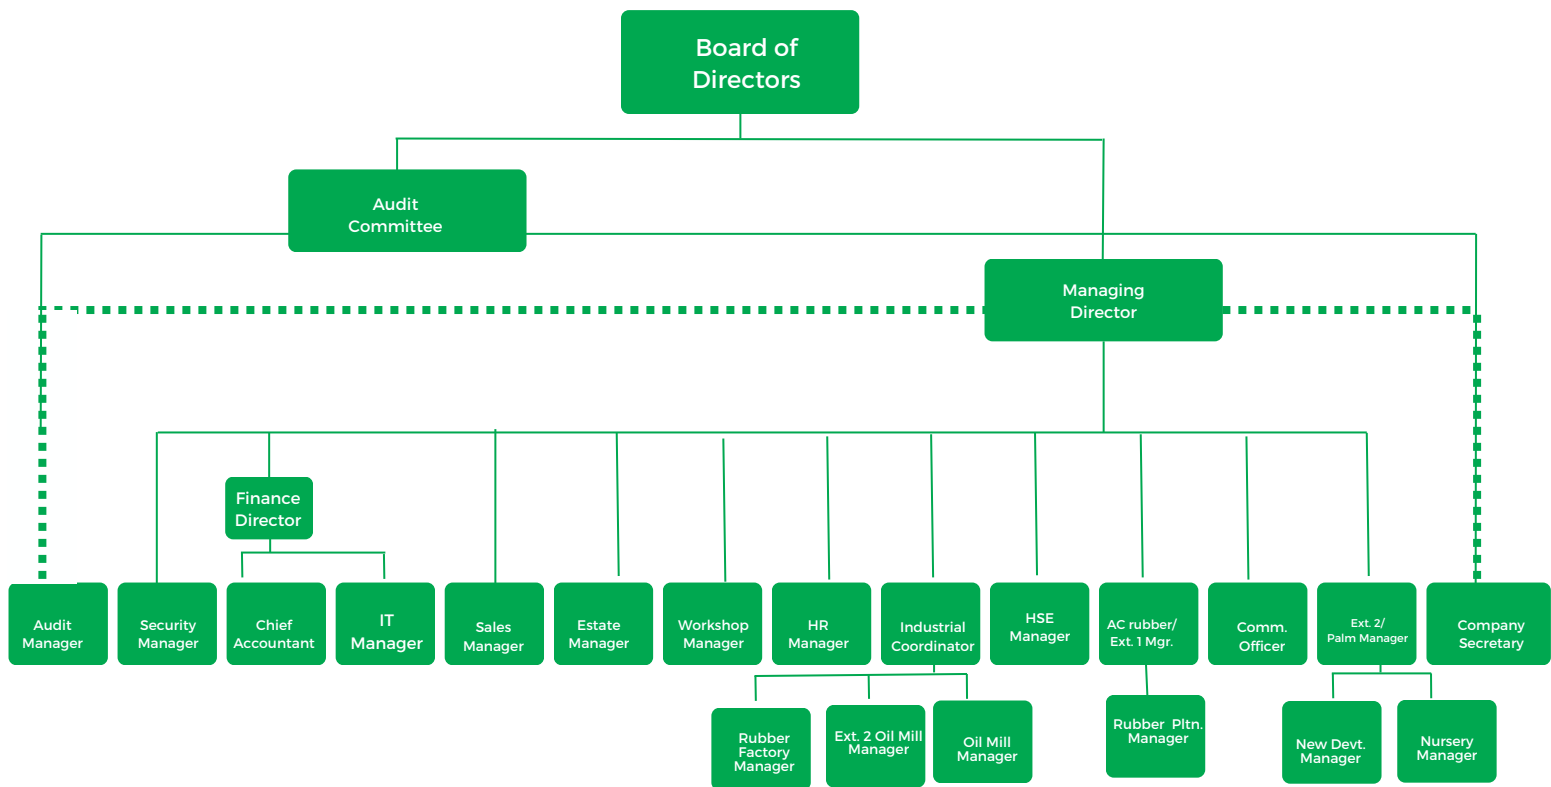 Board of
Directors
Audit
Committee
Managing
Director
Finance
Director
Audit
Manager
Security
Manager
Chief
Accountant
IT
Manager
Sales
Manager
Estate
Manager
Workshop
Manager
HR
Manager
Industrial
Coordinator
HSE
Manager
AC rubber/
Ext. 1 Mgr.
Comm.
Officer
Ext. 2/
Palm Manager
Company
Secretary
Rubber
Factory
Manager
Ext. 2 Oil Mill
Manager
Oil Mill
Manager
Rubber Pltn.
Manager
New Devt.
Manager
Nursery
Manager